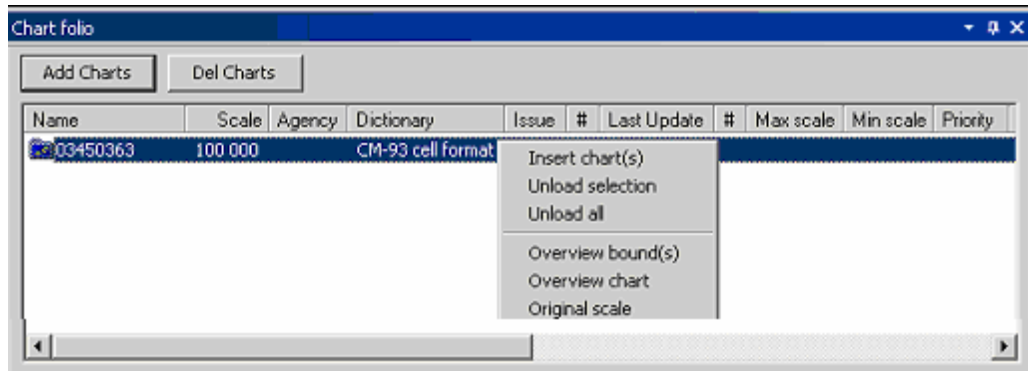 Chart folio
Add Charts Del Charts
Name Scale Agency Dictionary Issue # Last Update # Max scale Min scale Priority
03450363 100 000 CM-93 cell format
Insert chart(s)
Unload selection
Unload all
Overview bound(s)
Overview chart
Original scale